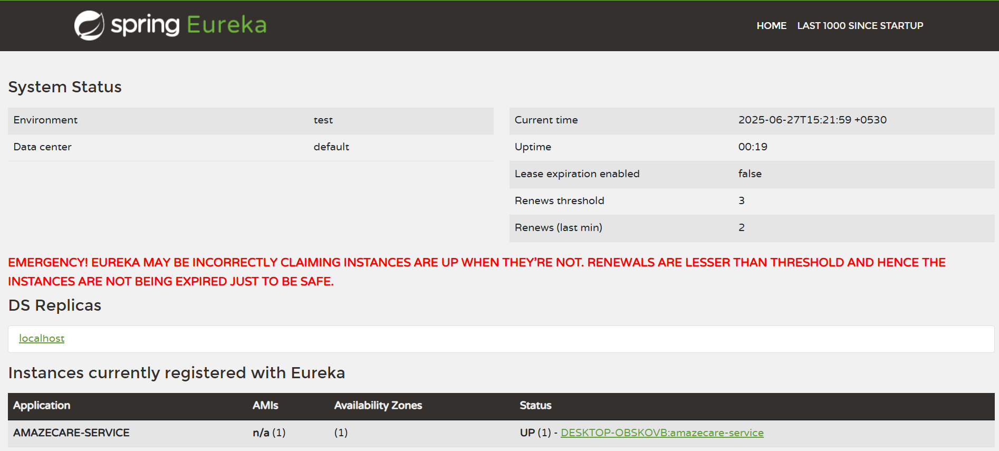 spring Eureka
HOME LAST 1000 SINCE STARTUP
System Status
Environment test
Data center default
Current time 2025-06-27T15:21:59 +0530
Uptime 00:19
Lease expiration enabled false
Renews threshold 3
Renews (last min) 2
EMERGENCY! EUREKA MAY BE INCORRECTLY CLAIMING INSTANCES ARE UP WHEN THEY'RE NOT. RENEWALS ARE LESSER THAN THRESHOLD AND HENCE THE
INSTANCES ARE NOT BEING EXPIRED JUST TO BE SAFE.
DS Replicas
localhost
Instances currently registered with Eureka
Application AMIs Availability Zones Status
AMAZECARE-SERVICE n/a (1) (1) UP (1) - DESKTOP-OBSKOVB:amazecare-service